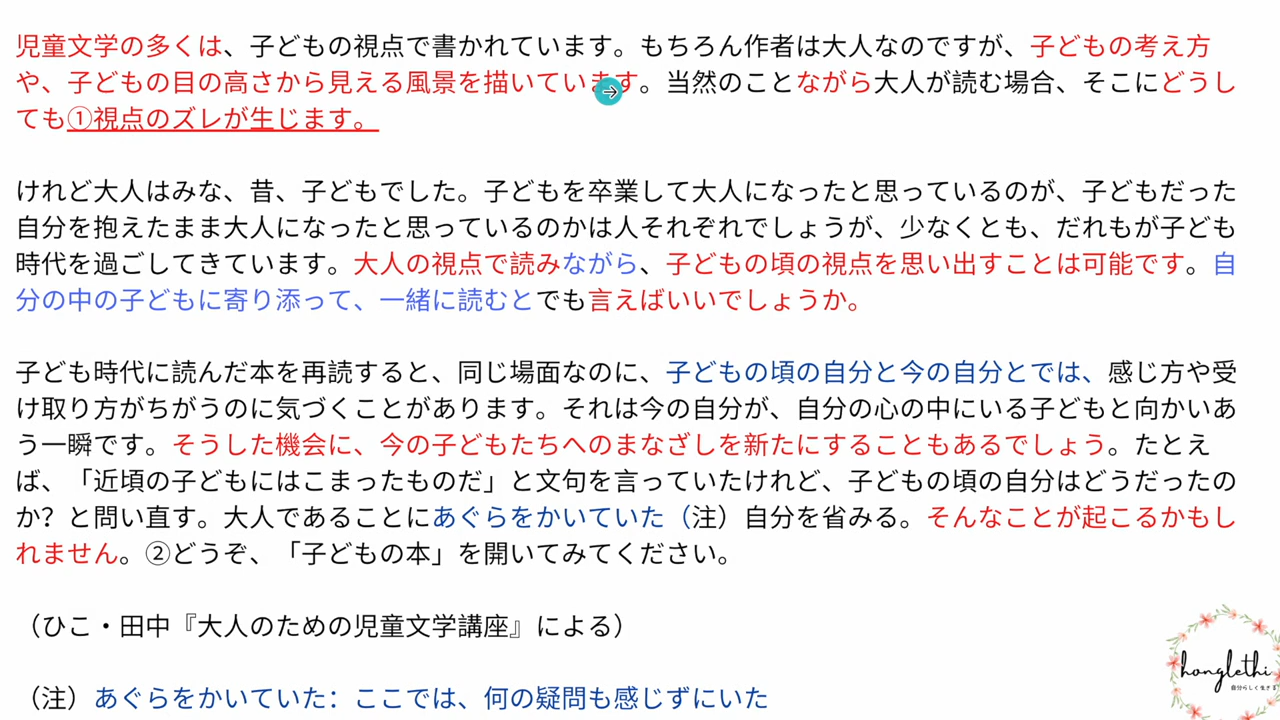 児童文学の多くは、子どもの視点で書かれています。もちろん作者は大人なのですが、子どもの考え方
や、子どもの目の高さから見える風景を描いています。当然のことながら大人が読む場合、そこにどうし
ても①視点のズレが生じます。
けれど大人はみな、昔、子どもでした。子どもを卒業して大人になったと思っているのが、子どもだった
自分を抱えたまま大人になったと思っているのかは人それぞれでしょうが、少なくとも、だれもが子ども
時代を過ごしてきています。大人の視点で読みながら、子どもの頃の視点を思い出すことは可能です。自
分の中の子どもに寄り添って、一緒に読むとでも言えばいいでしょうか。
子ども時代に読んだ本を再読すると、同じ場面なのに、子どもの頃の自分と今の自分とでは、感じ方や受
け取り方がちがうのに気づくことがあります。それは今の自分が、自分の心の中にいる子どもと向かいあ
う一瞬です。そうした機会に、今の子どもたちへのまなざしを新たにすることもあるでしょう。たとえ
ば、「近頃の子どもにはこまったものだ」と文句を言っていたけれど、子どもの頃の自分はどうだったの
か？と問い直す。大人であることにあぐらをかいていた（注）自分を省みる。そんなことが起こるかもし
れません。②どうぞ、「子どもの本」を開いてみてください。
（ひこ・田中『大人のための児童文学講座』による）
（注）あぐらをかいていた：ここでは、何の疑問も感じずにいた
honglethi
自分らしく生きる